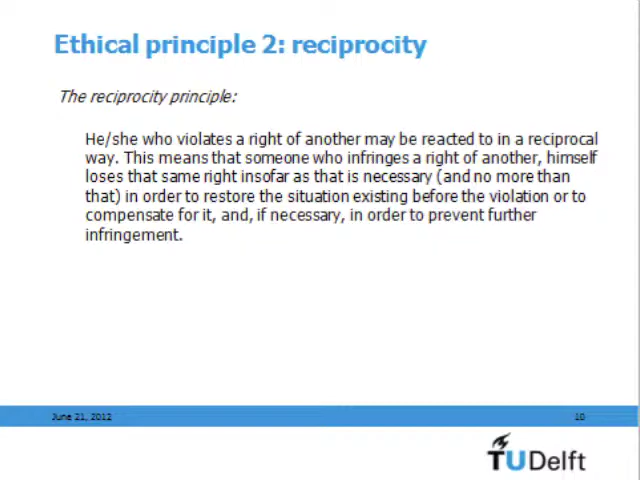 Ethical principle 2: reciprocity
The reciprocity principle:
He/she who violates a right of another may be reacted to in a reciprocal
way. This means that someone who infringes a right of another, himself
loses that same right insofar as that is necessary (and no more than
that) in order to restore the situation existing before the violation or to
compensate for it, and, if necessary, in order to prevent further
infringement.
June 21, 2012 10
TU Delft